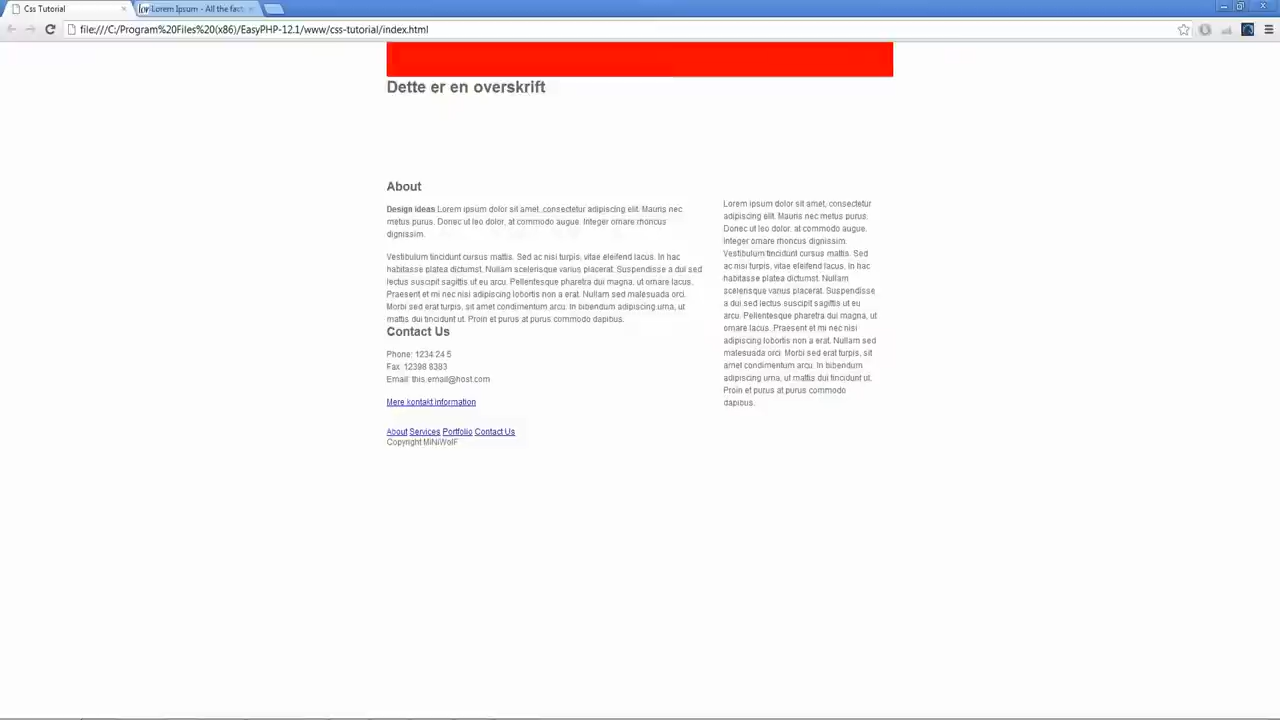 Css Tutorial
Lorem Ipsum - All the fac
file:///C:/Program%20Files%20(x86)/EasyPHP-12.1/www/css-tutorial/index.html
Dette er en overskrift
About
Design ideas Lorem ipsum dolor sit amet, consectetur adipiscing elit. Mauris nec
metus purus. Donec ut leo dolor, at commodo augue. Integer ornare rhoncus
dignissim.
Vestibulum tincidunt cursus mattis. Sed ac nisi turpis, vitae eleifend lacus. In hac
habitasse platea dictumst. Nullam scelerisque varius placerat. Suspendisse a dui sed
lectus suscipit sagittis ut eu arcu. Pellentesque pharetra dui magna, ut ornare lacus.
Praesent et mi nec nisi adipiscing lobortis non a erat. Nullam sed malesuada orci.
Morbi sed erat turpis, sit amet condimentum arcu. In bibendum adipiscing urna, ut
mattis dui tincidunt ut. Proin et purus at purus commodo dapibus.
Contact Us
Phone: 1234 24 5
Fax: 12398 8383
Email: this.email@host.com
Mere kontakt information
About Services Portfolio Contact Us
Copyright MiNiWolF
Lorem ipsum dolor sit amet, consectetur
adipiscing elit. Mauris nec metus purus.
Donec ut leo dolor, at commodo augue.
Integer ornare rhoncus dignissim.
Vestibulum tincidunt cursus mattis. Sed
ac nisi turpis, vitae eleifend lacus. In hac
habitasse platea dictumst. Nullam
scelerisque varius placerat. Suspendisse
a dui sed lectus suscipit sagittis ut eu
arcu. Pellentesque pharetra dui magna, ut
ornare lacus. Praesent et mi nec nisi
adipiscing lobortis non a erat. Nullam sed
malesuada orci. Morbi sed erat turpis, sit
amet condimentum arcu. In bibendum
adipiscing urna, ut mattis dui tincidunt ut.
Proin et purus at purus commodo
dapibus.